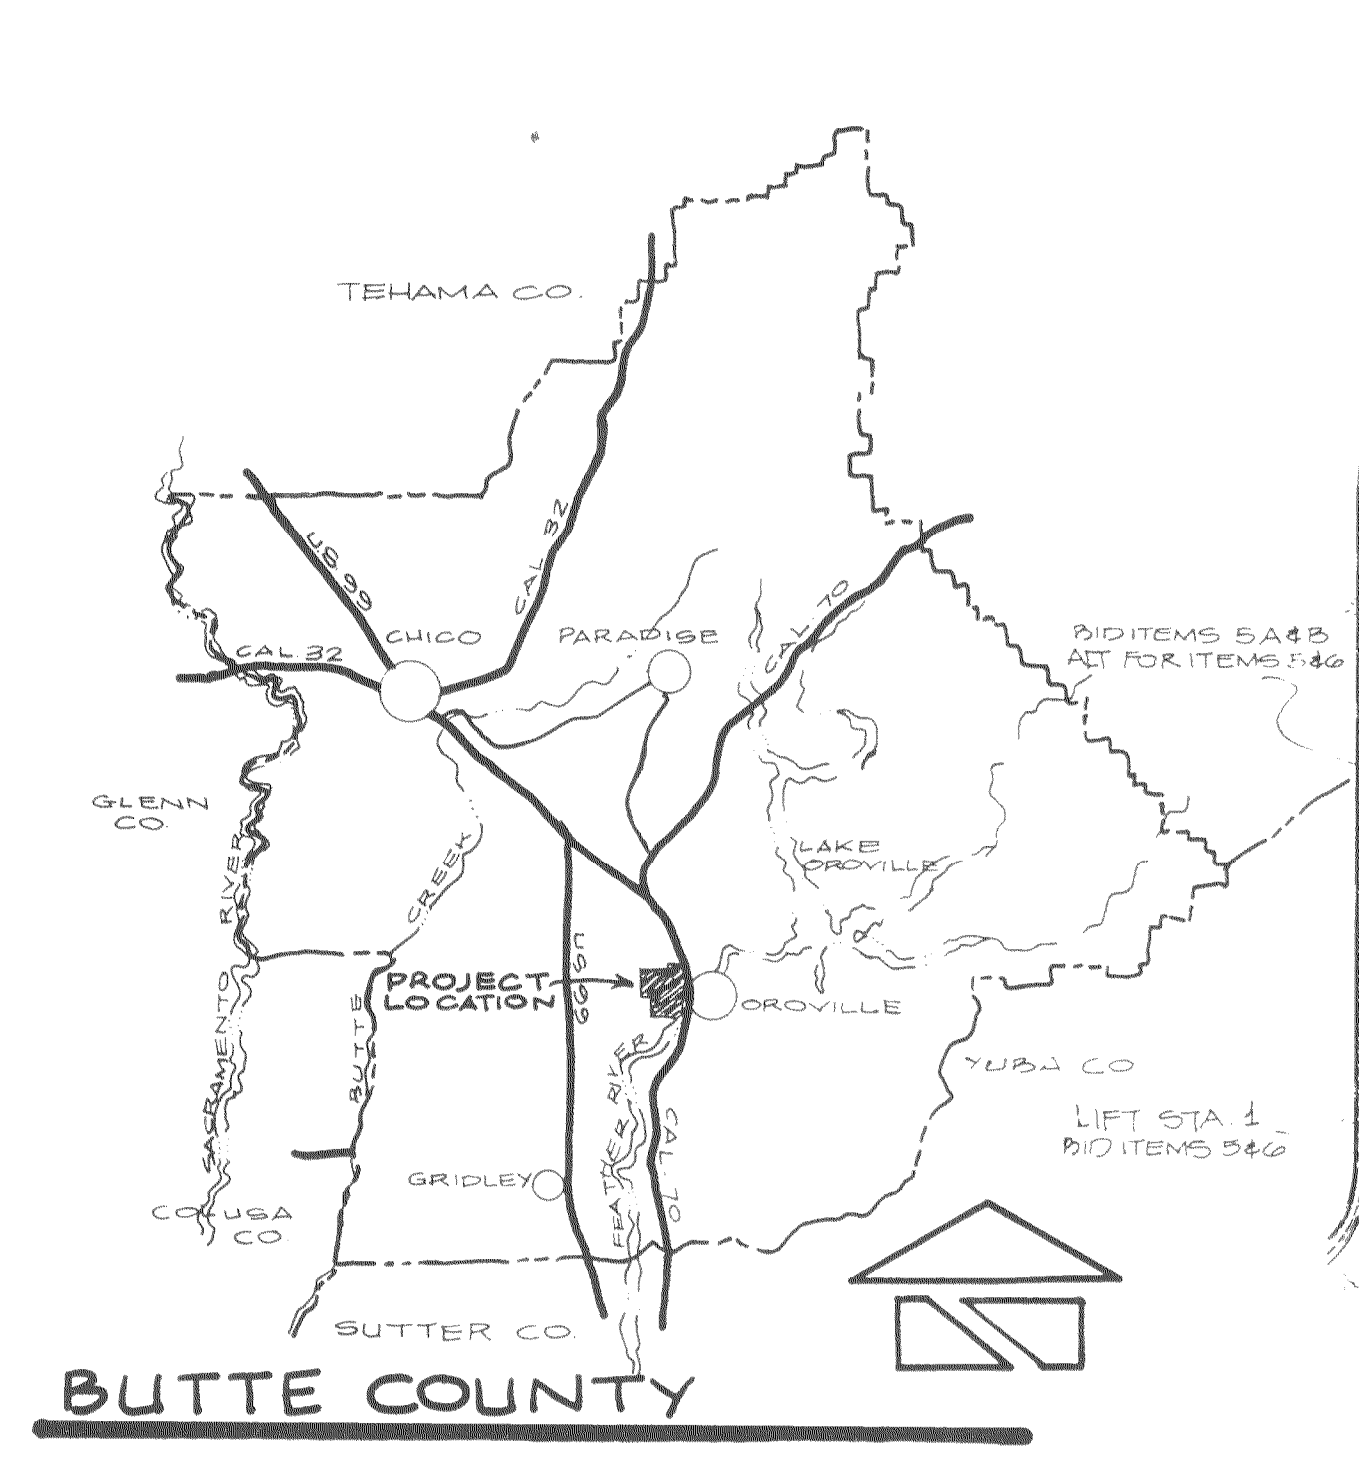 TEHAMA CO.
U.S. 99
CAL 32
CAL. 70
CHICO
PARADISE
CAL 32
BID ITEMS 5A&B
ALT FOR ITEMS 5&6
GLENN
CO.
LAKE
OROVILLE
SACRAMENTO RIVER
BUTTE CREEK
US 99
PROJECT
LOCATION
OROVILLE
FEATHER RIVER
YUBA CO
CAL 70
LIFT STA. 1
BID ITEMS 5&6
GRIDLEY
COLUSA
CO.
SUTTER CO.
BUTTE COUNTY